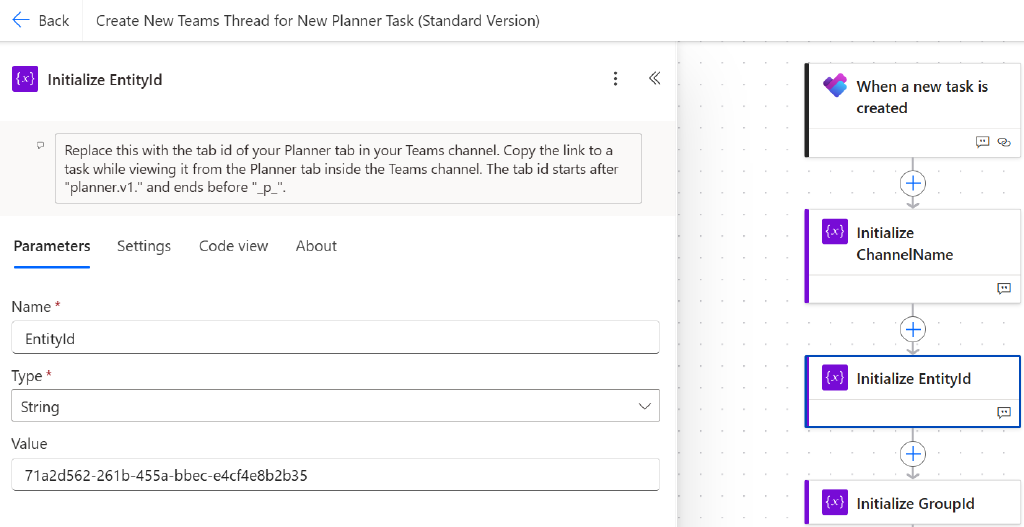 Back
Create New Teams Thread for New Planner Task (Standard Version)
{x} Initialize EntityId
Replace this with the tab id of your Planner tab in your Teams channel. Copy the link to a
task while viewing it from the Planner tab inside the Teams channel. The tab id starts after
"planner.v1." and ends before "_p_".
Parameters Settings Code view About
Name *
EntityId
Type *
String
Value
71a2d562-261b-455a-bbec-e4cf4e8b2b35
When a new task is
created
{x} Initialize
ChannelName
{x} Initialize EntityId
{x} Initialize GroupId